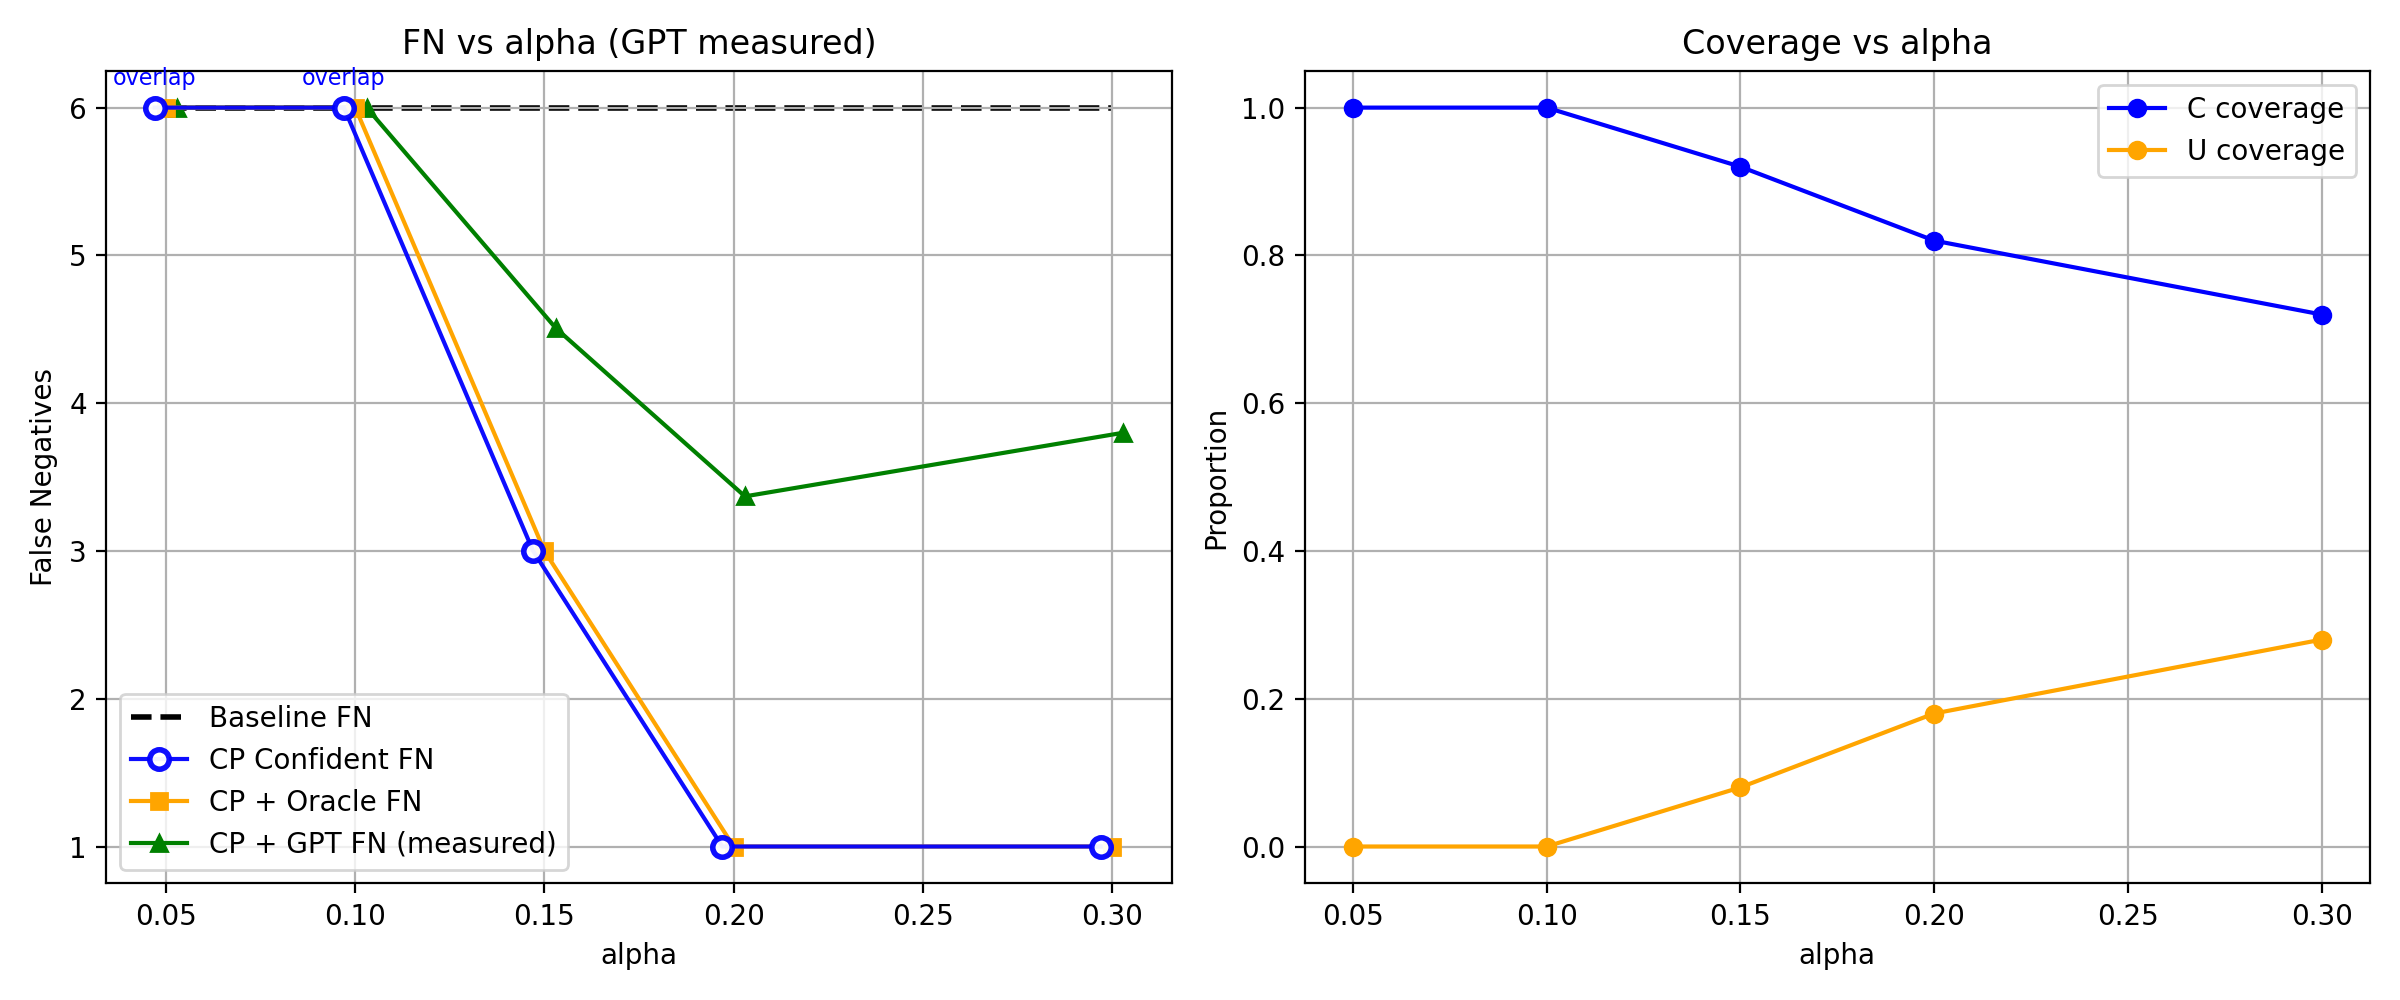 FN vs alpha (GPT measured)
overlap
overlap
6
5
4
3
2
1
False Negatives
Baseline FN
CP Confident FN
CP + Oracle FN
CP + GPT FN (measured)
0.05
0.10
0.15
0.20
0.25
0.30
alpha
Coverage vs alpha
C coverage
U coverage
1.0
0.8
0.6
0.4
0.2
0.0
Proportion
0.05
0.10
0.15
0.20
0.25
0.30
alpha